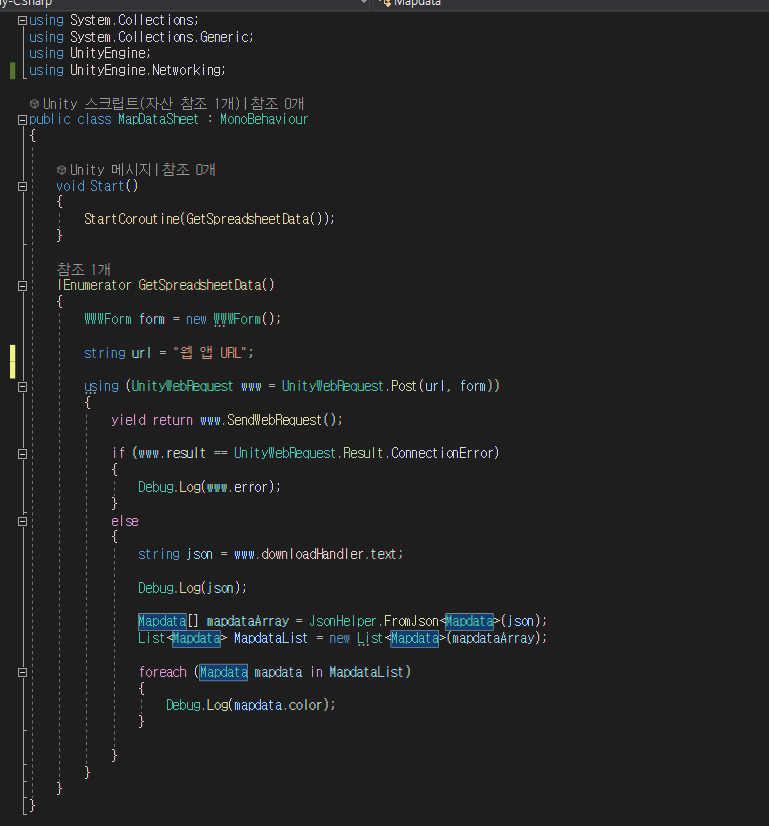 y-CSharp
Mapdata
using System.Collections;
using System.Collections.Generic;
using UnityEngine;
using UnityEngine.Networking;
Unity 스크립트(자산 참조 1개)|참조 0개
public class MapDataSheet : MonoBehaviour
{
Unity 메시지|참조 0개
void Start()
{
StartCoroutine(GetSpreadsheetData());
}
참조 1개
IEnumerator GetSpreadsheetData()
{
WWWForm form = new WWWForm();
string url = "웹 앱 URL";
using (UnityWebRequest www = UnityWebRequest.Post(url, form))
{
yield return www.SendWebRequest();
if (www.result == UnityWebRequest.Result.ConnectionError)
{
Debug.Log(www.error);
}
else
{
string json = www.downloadHandler.text;
Debug.Log(json);
Mapdata[] mapdataArray = JsonHelper.FromJson<Mapdata>(json);
List<Mapdata> MapdataList = new List<Mapdata>(mapdataArray);
foreach (Mapdata mapdata in MapdataList)
{
Debug.Log(mapdata.color);
}
}
}
}
}